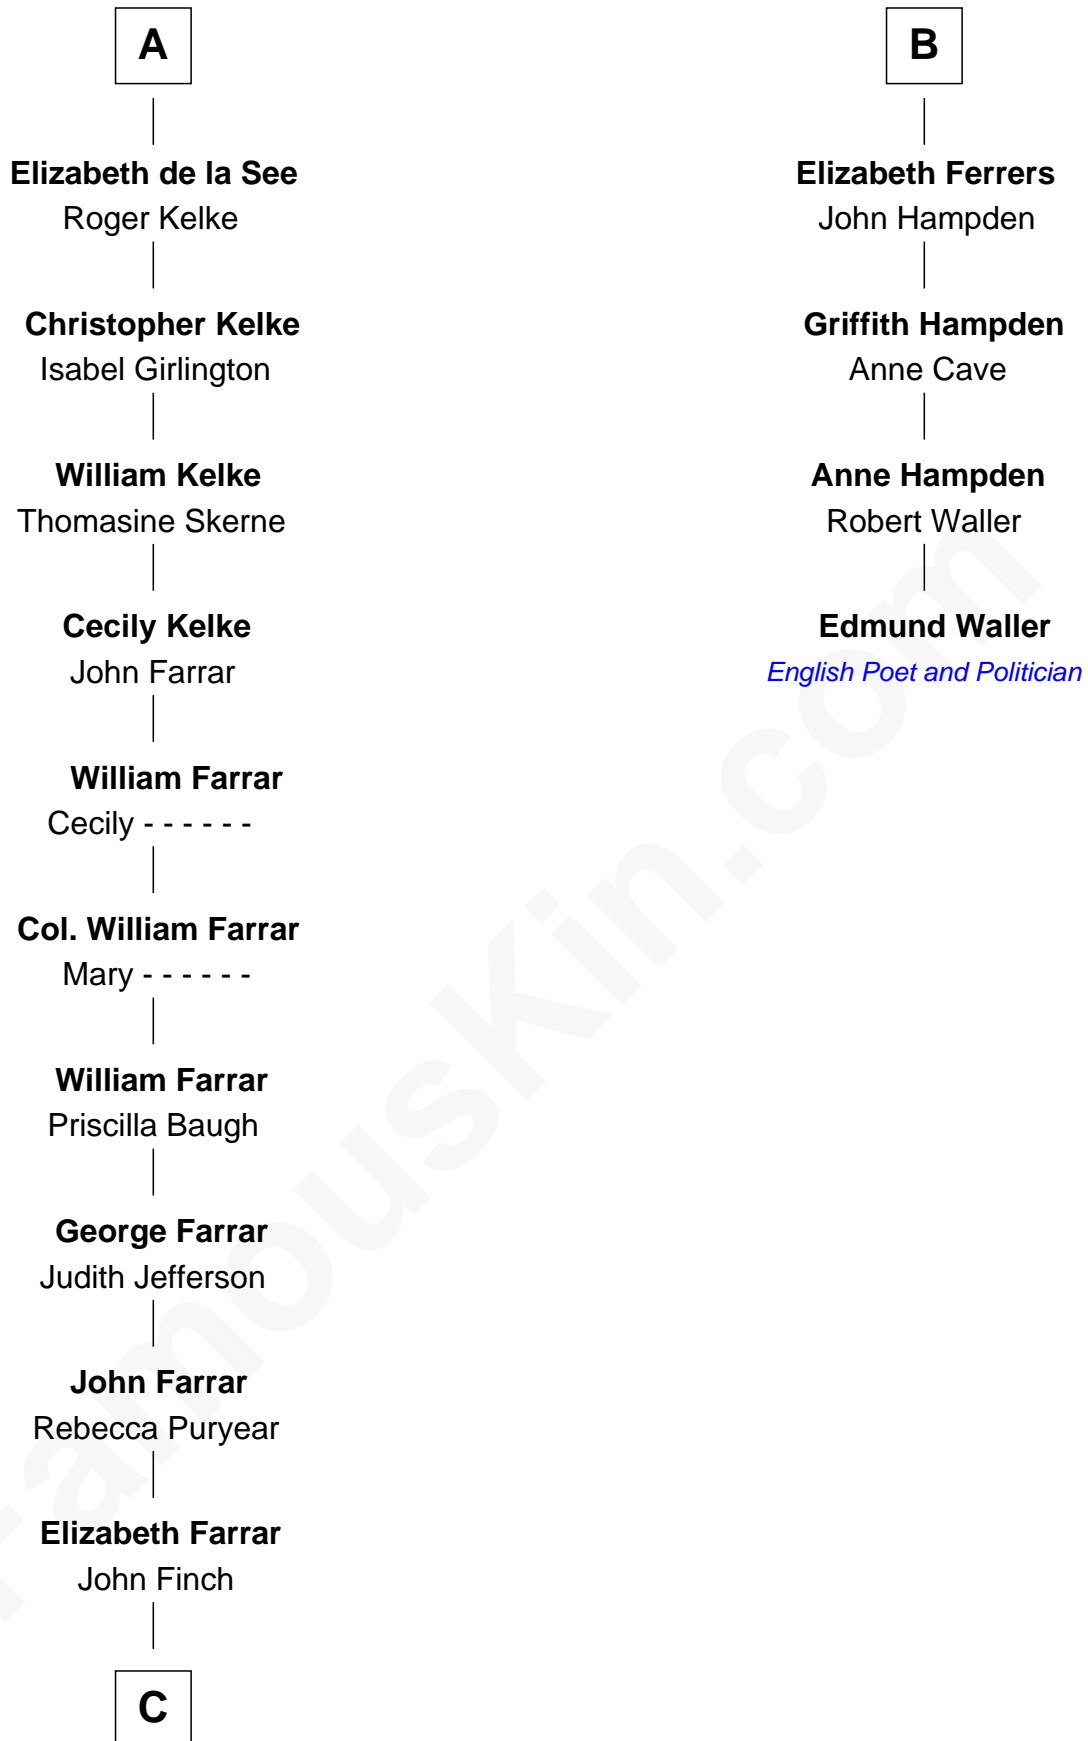 A
Elizabeth de la See
Roger Kelke
Christopher Kelke
Isabel Girlington
William Kelke
Thomasine Skerne
Cecily Kelke
John Farrar
William Farrar
Cecily - - - - - -
Col. William Farrar
Mary - - - - - -
William Farrar
Priscilla Baugh
George Farrar
Judith Jefferson
John Farrar
Rebecca Puryear
Elizabeth Farrar
John Finch
C
B
Elizabeth Ferrers
John Hampden
Griffith Hampden
Anne Cave
Anne Hampden
Robert Waller
Edmund Waller
English Poet and Politician
FamousKin.com